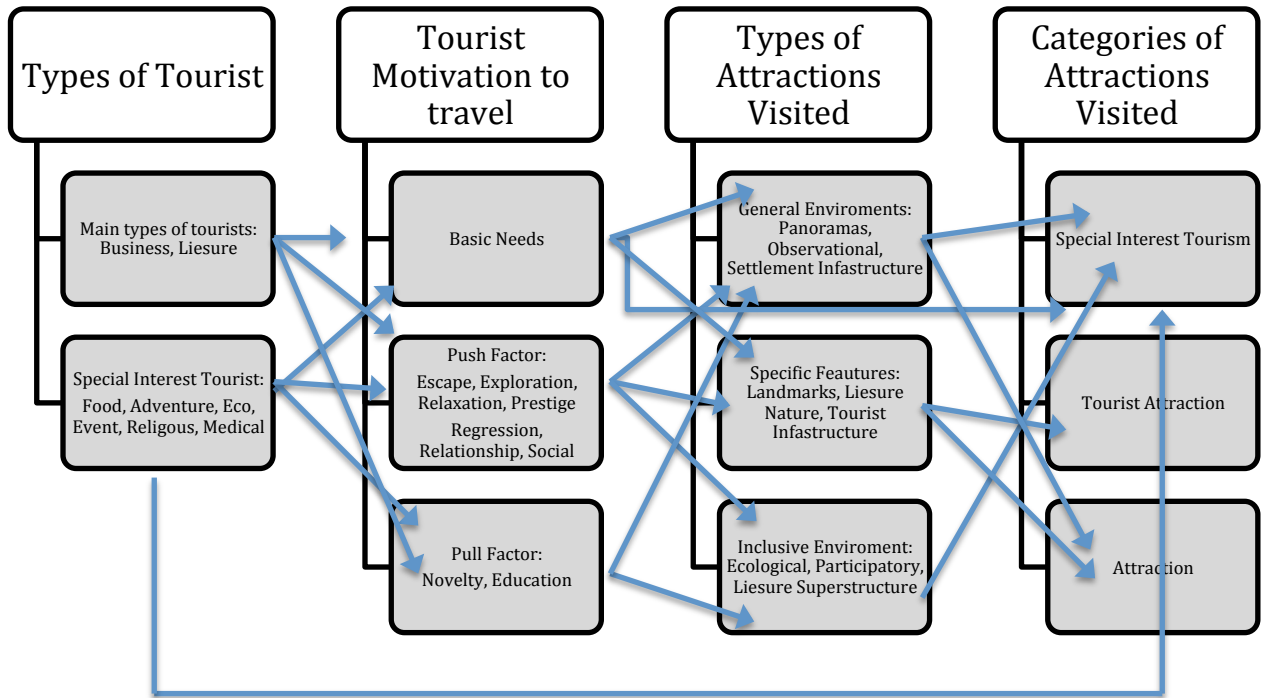 Types of Tourist
Main types of tourists:
Business, Liesure
Special Interest Tourist:
Food, Adventure, Eco,
Event, Religous, Medical
Tourist
Motivation to
travel
Basic Needs
Push Factor:
Escape, Exploration,
Relaxation, Prestige
Regression,
Relationship, Social
Pull Factor:
Novelty, Education
Types of
Attractions
Visited
General Enviroments:
Panoramas,
Observational,
Settlement Infastructure
Specific Feautures:
Landmarks, Liesure
Nature, Tourist
Infastructure
Inclusive Enviroment:
Ecological, Participatory,
Liesure Superstructure
Categories of
Attractions
Visited
Special Interest Tourism
Tourist Attraction
Attraction